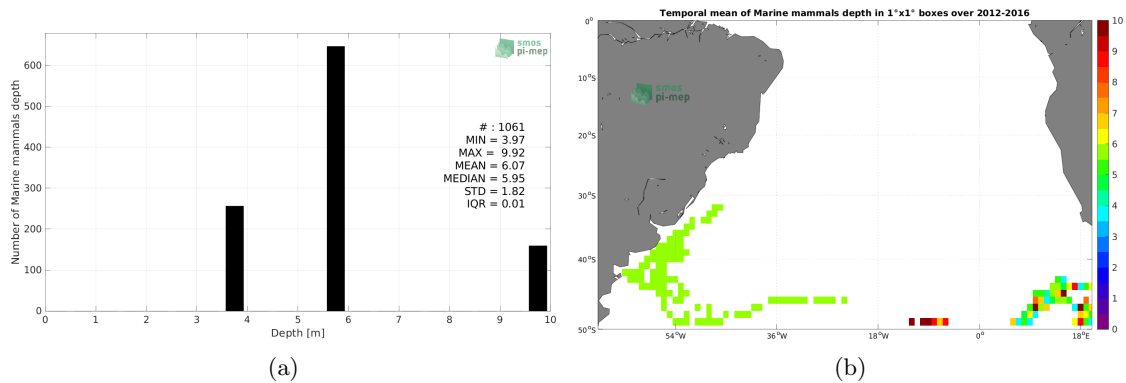 smos
pi-mep
# : 1061
MIN = 3.97
MAX = 9.92
MEAN = 6.07
MEDIAN = 5.95
STD = 1.82
IQR = 0.01
Number of Marine mammals depth
600
500
400
300
200
100
0
0 1 2 3 4 5 6 7 8 9 10
Depth [m]
(a)
Temporal mean of Marine mammals depth in 1°x1° boxes over 2012-2016
smos
pi-mep
0°
10°S
20°S
30°S
40°S
50°S
54°W 36°W 18°W 0° 18°E
10
9
8
7
6
5
4
3
2
1
0
(b)